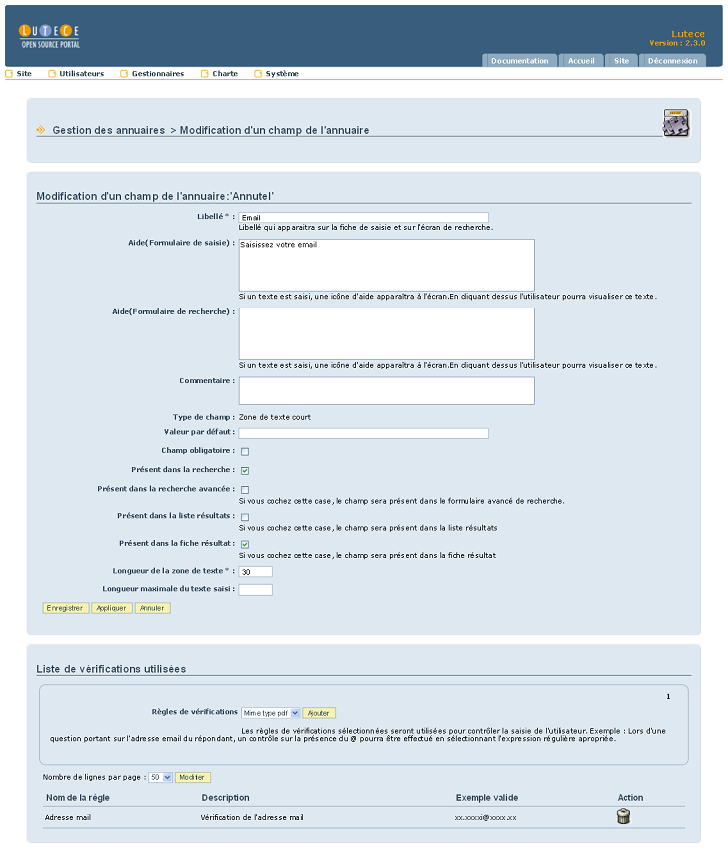 LUTECE
OPEN SOURCE PORTAL
Lutece
Version : 2.3.0
Documentation Accueil Site Déconnexion
Site Utilisateurs Gestionnaires Charte Système
Gestion des annuaires > Modification d'un champ de l'annuaire
Modification d'un champ de l'annuaire:'Annutel'
Libellé * : Email
Libellé qui apparaitra sur la fiche de saisie et sur l'écran de recherche.
Aide(Formulaire de saisie) : Saisissez votre email
Si un texte est saisi, une icône d'aide apparaîtra à l'écran.En cliquant dessus l'utilisateur pourra visualiser ce texte.
Aide(Formulaire de recherche) :
Si un texte est saisi, une icône d'aide apparaîtra à l'écran.En cliquant dessus l'utilisateur pourra visualiser ce texte.
Commentaire :
Type de champ : Zone de texte court
Valeur par défaut :
Champ obligatoire :
Présent dans la recherche :
Présent dans la recherche avancée :
Si vous cochez cette case, le champ sera présent dans le formulaire avancé de recherche.
Présent dans la liste résultats :
Si vous cochez cette case, le champ sera présent dans la liste résultats
Présent dans la fiche résultat :
Si vous cochez cette case, le champ sera présent dans la fiche résultat
Longueur de la zone de texte * : 30
Longueur maximale du texte saisi :
Enregistrer Appliquer Annuler
Liste de vérifications utilisées
1
Règles de vérifications Mime type pdf Ajouter
Les règles de vérifications sélectionnées seront utilisées pour contrôler la saisie de l'utilisateur. Exemple : Lors d'une
question portant sur l'adresse email du répondant, un contrôle sur la présence du @ pourra être effectué en sélectionnant l'expression régulière apropriée.
Nombre de lignes par page : 50 Modifier
Nom de la règle Description Exemple valide Action
Adresse mail Vérification de l'adresse mail xx.xxxxi@xxxx.xx